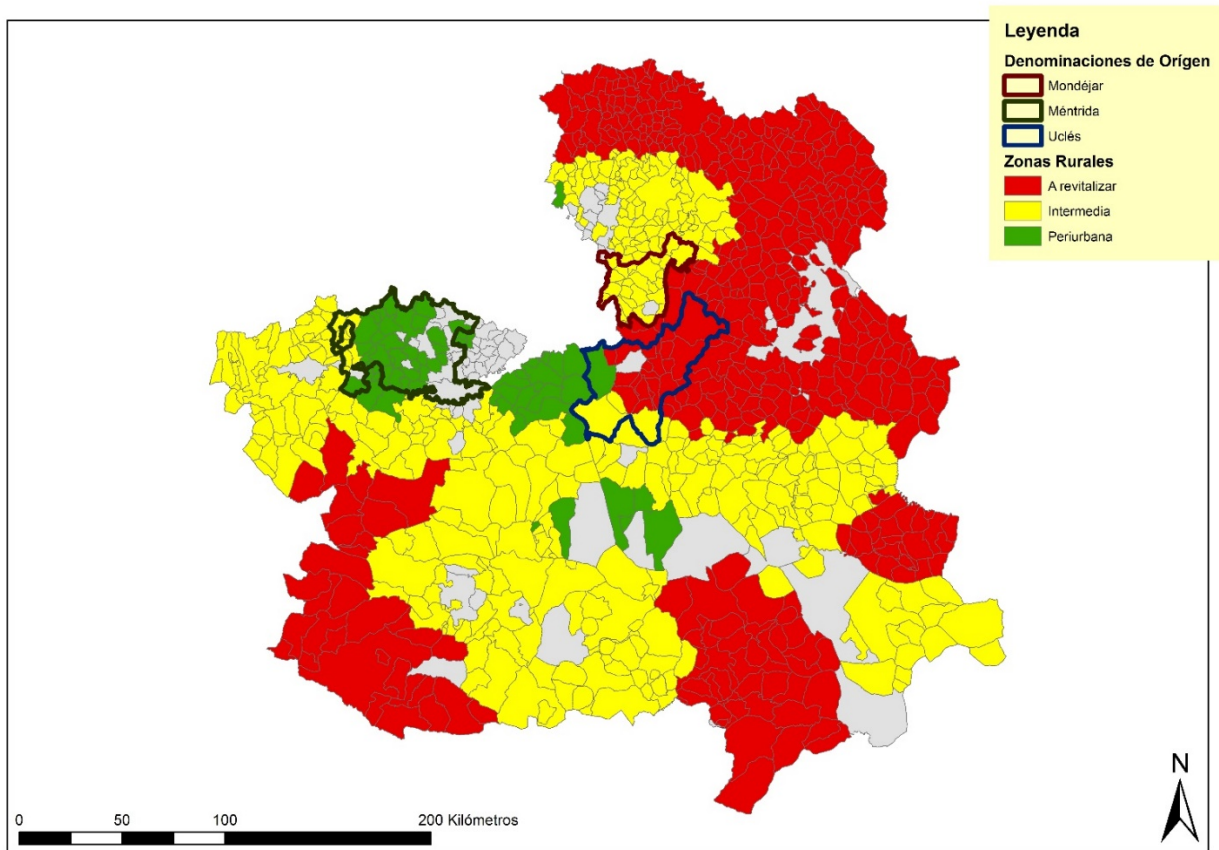 Leyenda
Denominaciones de Orígen
Mondéjar
Méntrida
Uclés
Zonas Rurales
A revitalizar
Intermedia
Periurbana
N
0 50 100 200 Kilómetros